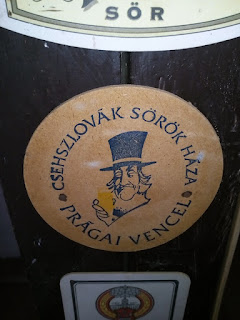 SÖR
CSEHSZLOVÁK SÖRÖK HÁZA
PRÁGAI VENCEL